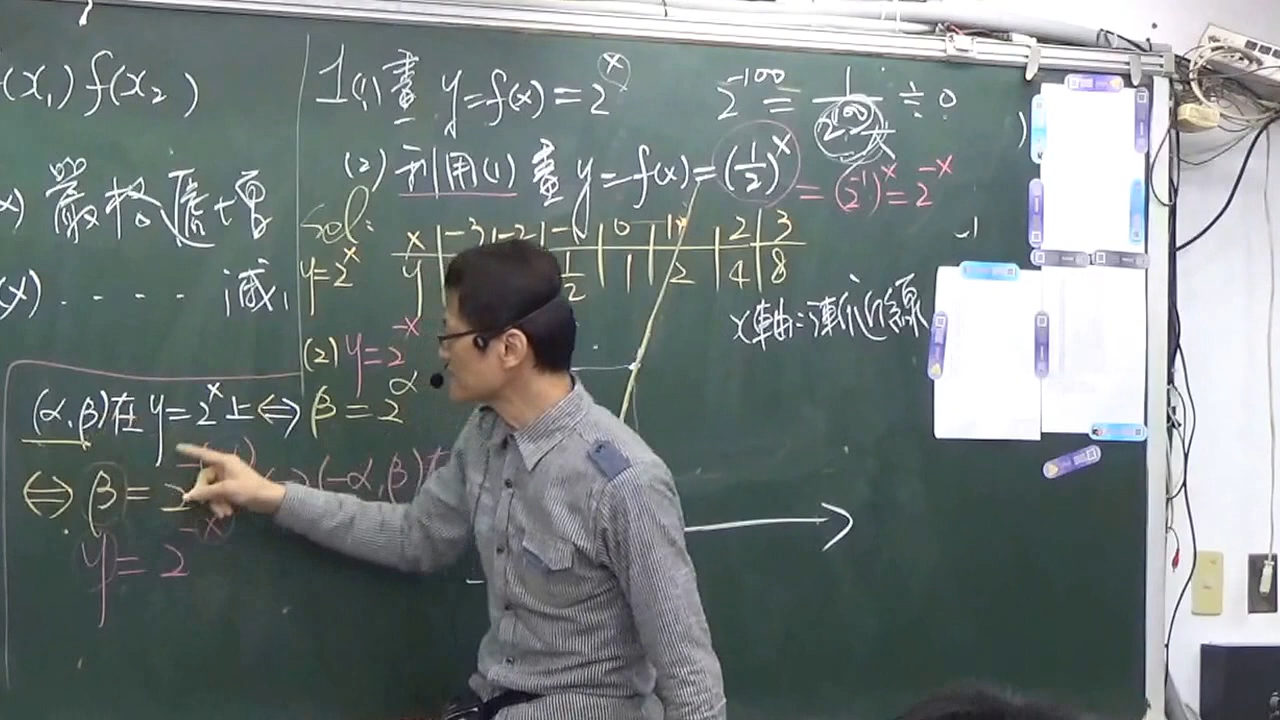 (x₁) f(x₂)
x) 嚴格遞增
(x) ..... 減
1.(1)畫 y=f(x)=2^x
2^-100 = 1/2^100 ÷ 0
大
(2)利用(1)畫 y=f(x)=(1/2)^x = (2^-1)^x = 2^-x
Sol:
x | -3 | -2 | -1 | 0 | 1 | 2 | 3
y=2^x y 1/2 | 1 | 2 | 4 | 8
-1
x軸:漸近線
(2) y=2^-x
(α,β)在 y=2^x 上 ⇔ β=2^α
⇔ β=2 (-α,β)在
y=2^-x